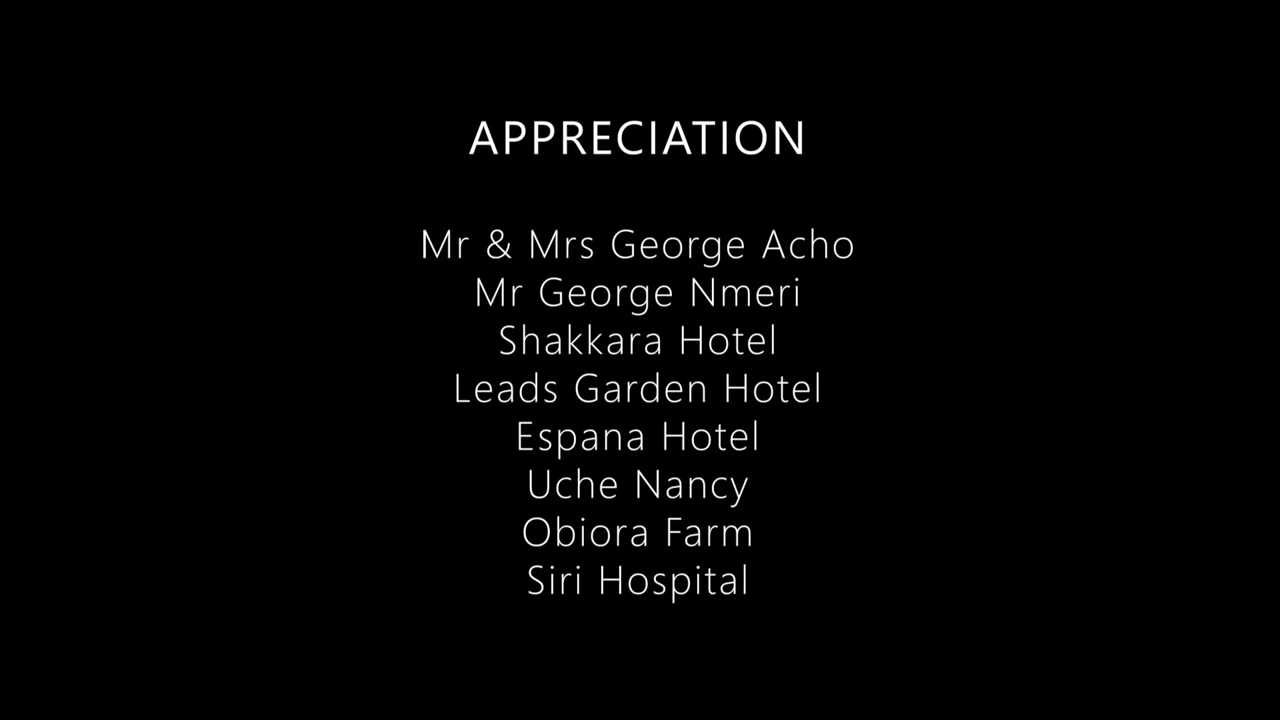 APPRECIATION
Mr & Mrs George Acho
Mr George Nmeri
Shakkara Hotel
Leads Garden Hotel
Espana Hotel
Uche Nancy
Obiora Farm
Siri Hospital